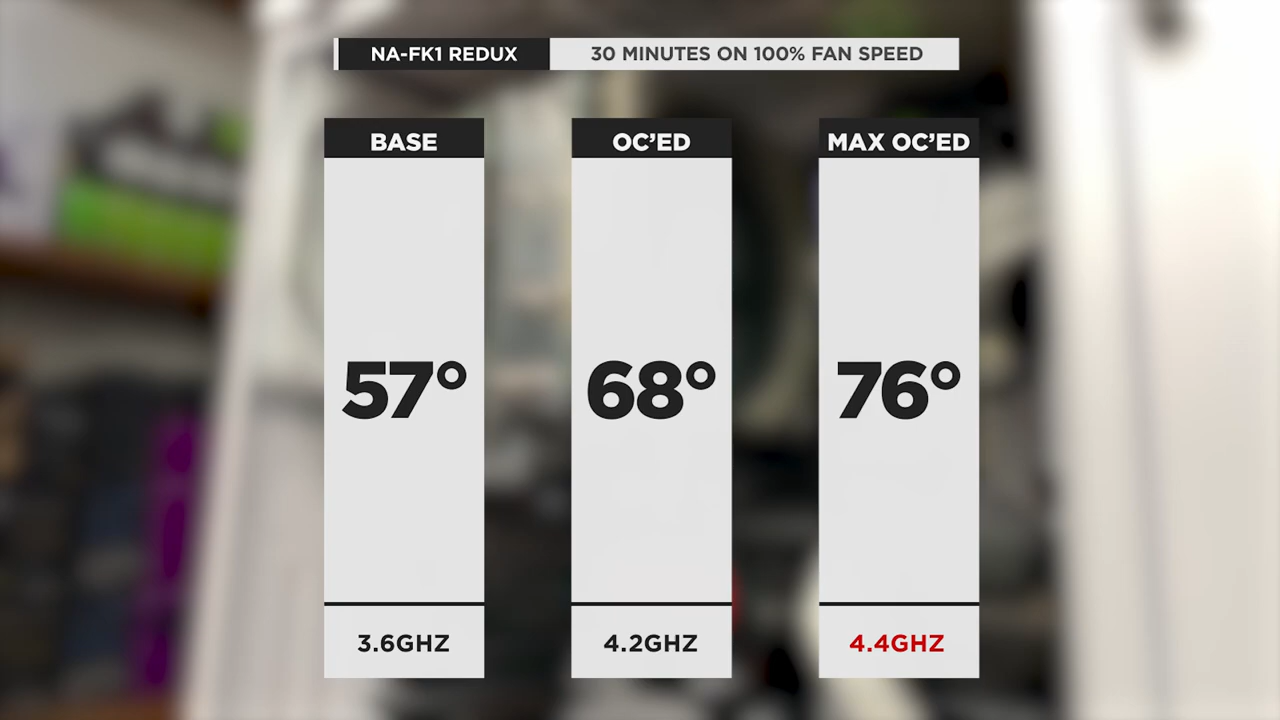 NA-FK1 REDUX 30 MINUTES ON 100% FAN SPEED
BASE OC'ED MAX OC'ED
57° 68° 76°
3.6GHZ 4.2GHZ 4.4GHZ